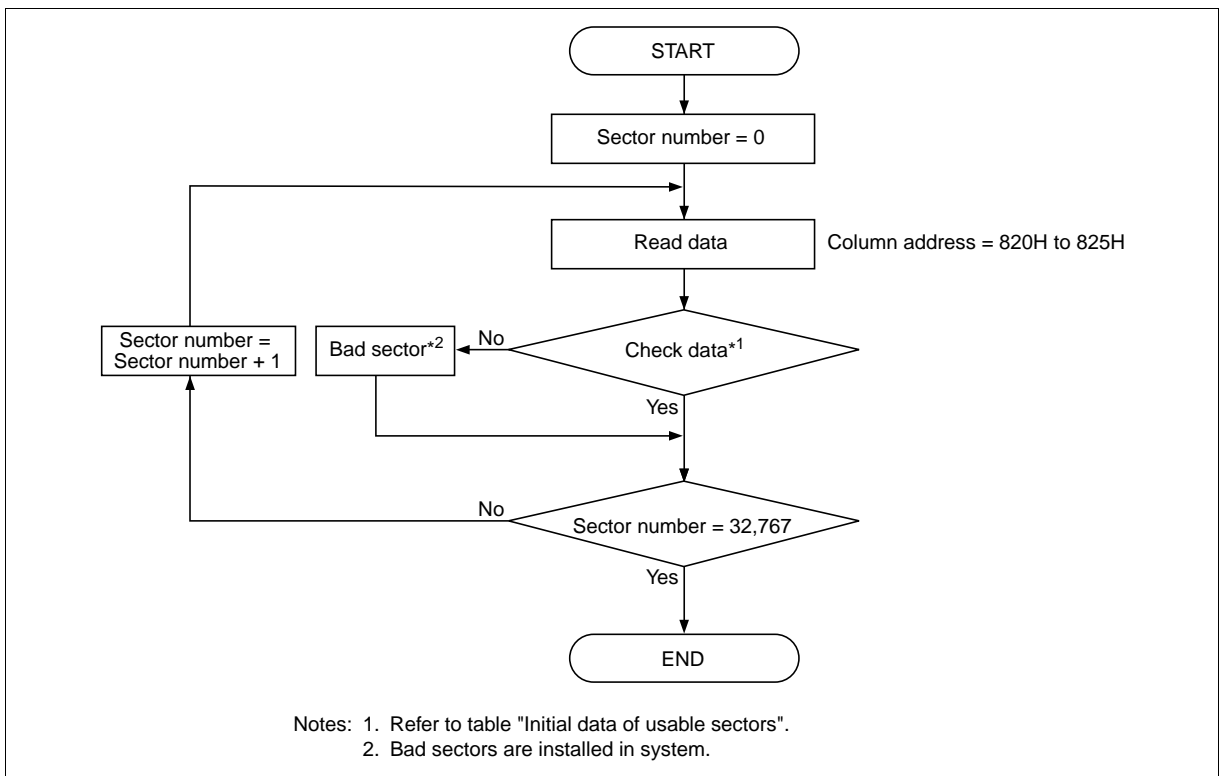 START
Sector number = 0
Read data
Column address = 820H to 825H
Sector number =
Sector number + 1
Bad sector*2
No
Check data*1
Yes
No
Sector number = 32,767
Yes
END
Notes: 1. Refer to table "Initial data of usable sectors".
2. Bad sectors are installed in system.